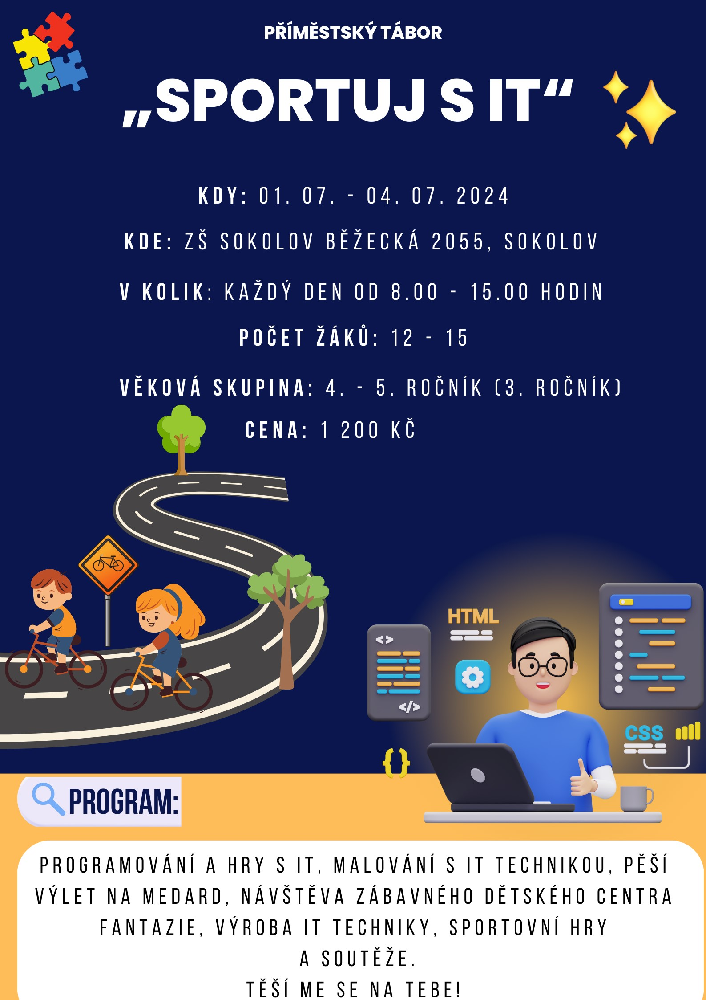 PŘÍMĚSTSKÝ TÁBOR
„SPORTUJ S IT“
KDY: 01. 07. - 04. 07. 2024
KDE: ZŠ SOKOLOV BĚŽECKÁ 2055, SOKOLOV
V KOLIK: KAŽDÝ DEN OD 8.00 - 15.00 HODIN
POČET ŽÁKŮ: 12 - 15
VĚKOVÁ SKUPINA: 4. - 5. ROČNÍK (3. ROČNÍK)
CENA: 1 200 KČ
HTML
< >
</>
CSS
{ }
PROGRAM:
PROGRAMOVÁNÍ A HRY S IT, MALOVÁNÍ S IT TECHNIKOU, PĚŠÍ
VÝLET NA MEDARD, NÁVŠTĚVA ZÁBAVNÉHO DĚTSKÉHO CENTRA
FANTAZIE, VÝROBA IT TECHNIKY, SPORTOVNÍ HRY
A SOUTĚŽE.
TĚŠÍ ME SE NA TEBE!